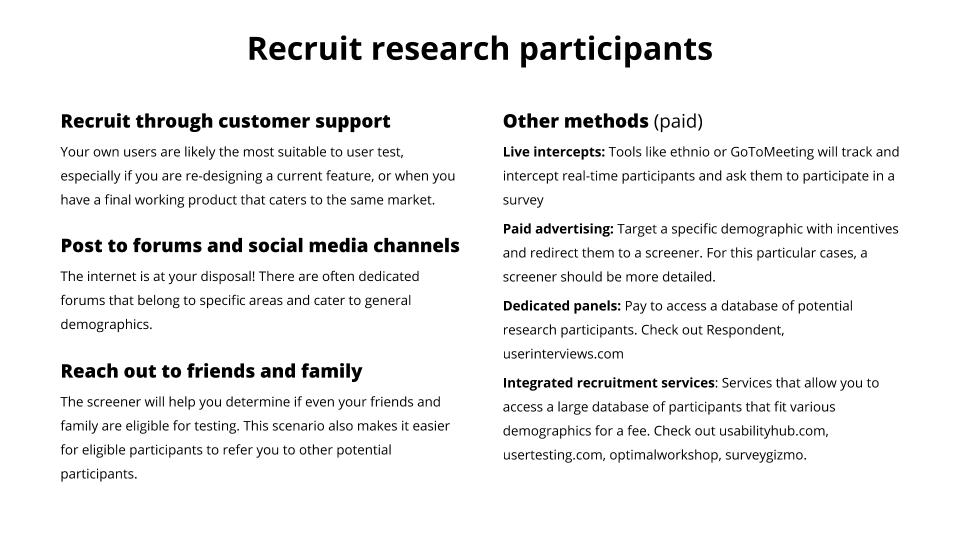 Recruit research participants
Recruit through customer support
Your own users are likely the most suitable to user test,
especially if you are re-designing a current feature, or when you
have a final working product that caters to the same market.
Post to forums and social media channels
The internet is at your disposal! There are often dedicated
forums that belong to specific areas and cater to general
demographics.
Reach out to friends and family
The screener will help you determine if even your friends and
family are eligible for testing. This scenario also makes it easier
for eligible participants to refer you to other potential
participants.
Other methods (paid)
Live intercepts: Tools like ethnio or GoToMeeting will track and
intercept real-time participants and ask them to participate in a
survey
Paid advertising: Target a specific demographic with incentives
and redirect them to a screener. For this particular cases, a
screener should be more detailed.
Dedicated panels: Pay to access a database of potential
research participants. Check out Respondent,
userinterviews.com
Integrated recruitment services: Services that allow you to
access a large database of participants that fit various
demographics for a fee. Check out usabilityhub.com,
usertesting.com, optimalworkshop, surveygizmo.